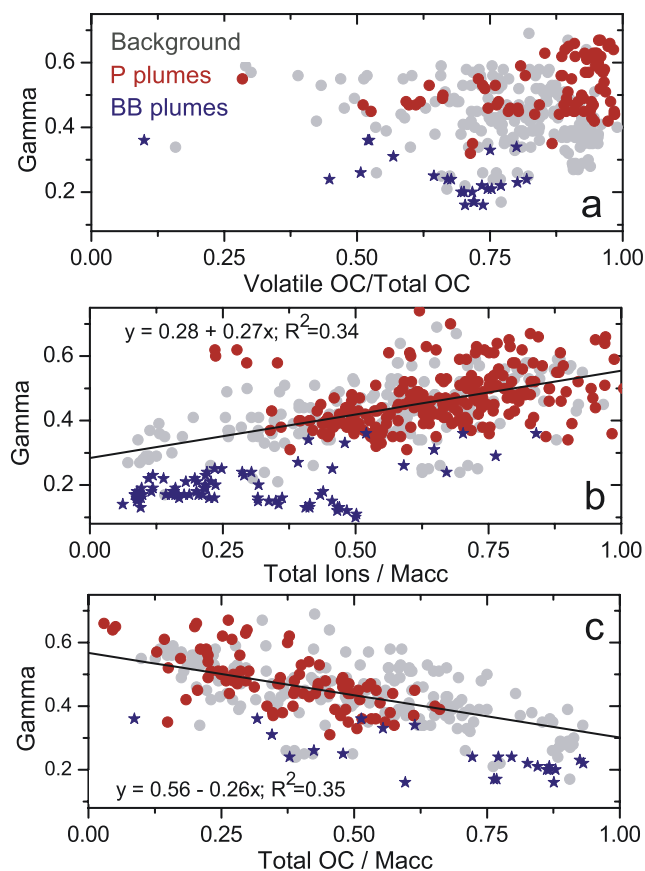 Background
P plumes
BB plumes
Gamma
0.6
0.4
0.2
a
0.00 0.25 0.50 0.75 1.00
Volatile OC/Total OC
y = 0.28 + 0.27x; R²=0.34
Gamma
0.6
0.4
0.2
b
0.00 0.25 0.50 0.75 1.00
Total Ions / Macc
c
Gamma
0.6
0.4
0.2
y = 0.56 - 0.26x; R²=0.35
0.00 0.25 0.50 0.75 1.00
Total OC / Macc